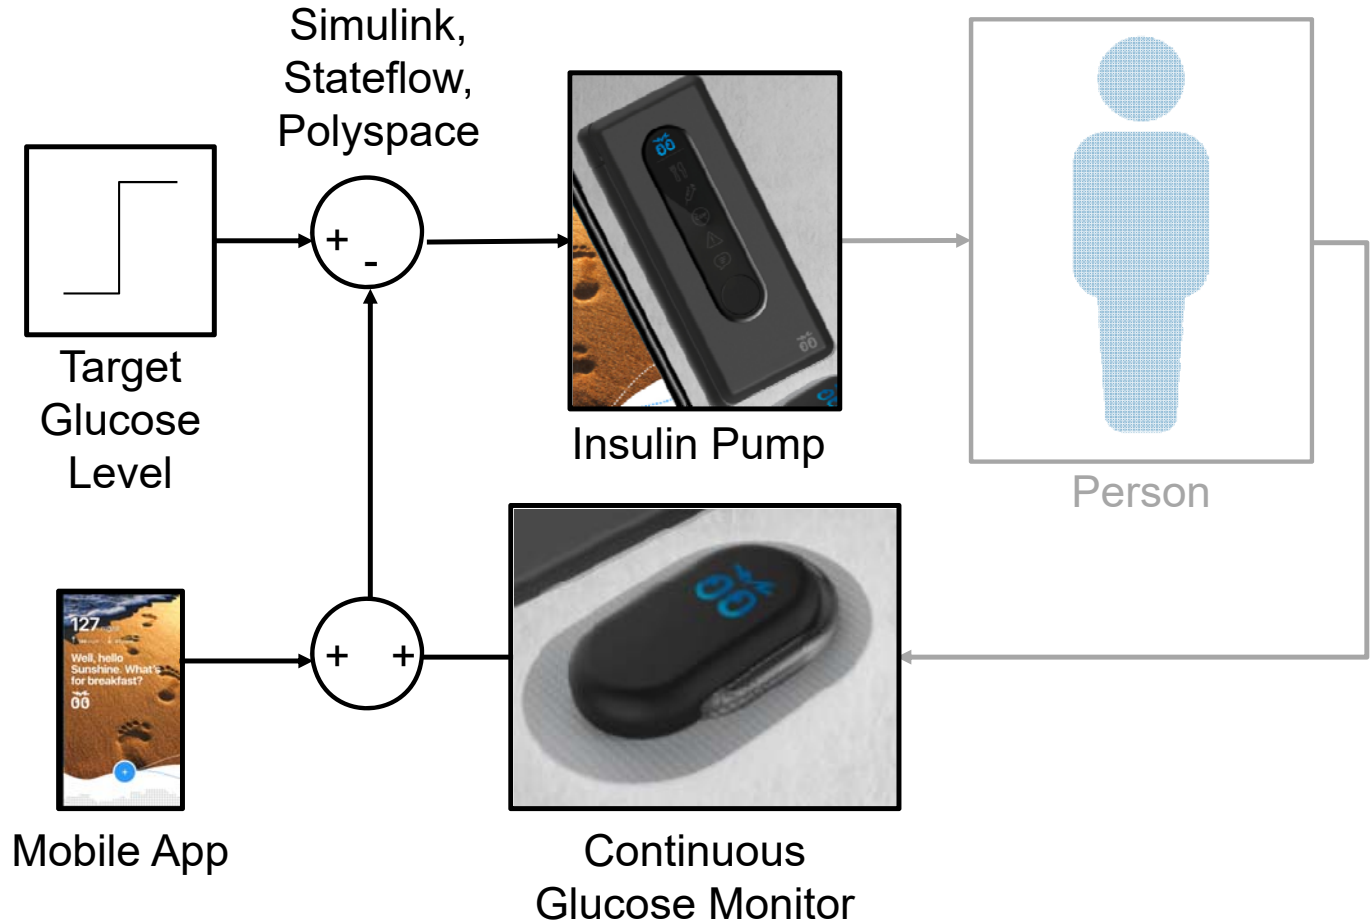 Simulink,
Stateflow,
Polyspace
+
-
Target
Glucose
Level
Insulin Pump
Person
127
Well, hello
Sunshine. What's
for breakfast?
+
+ +
Mobile App
Continuous
Glucose Monitor